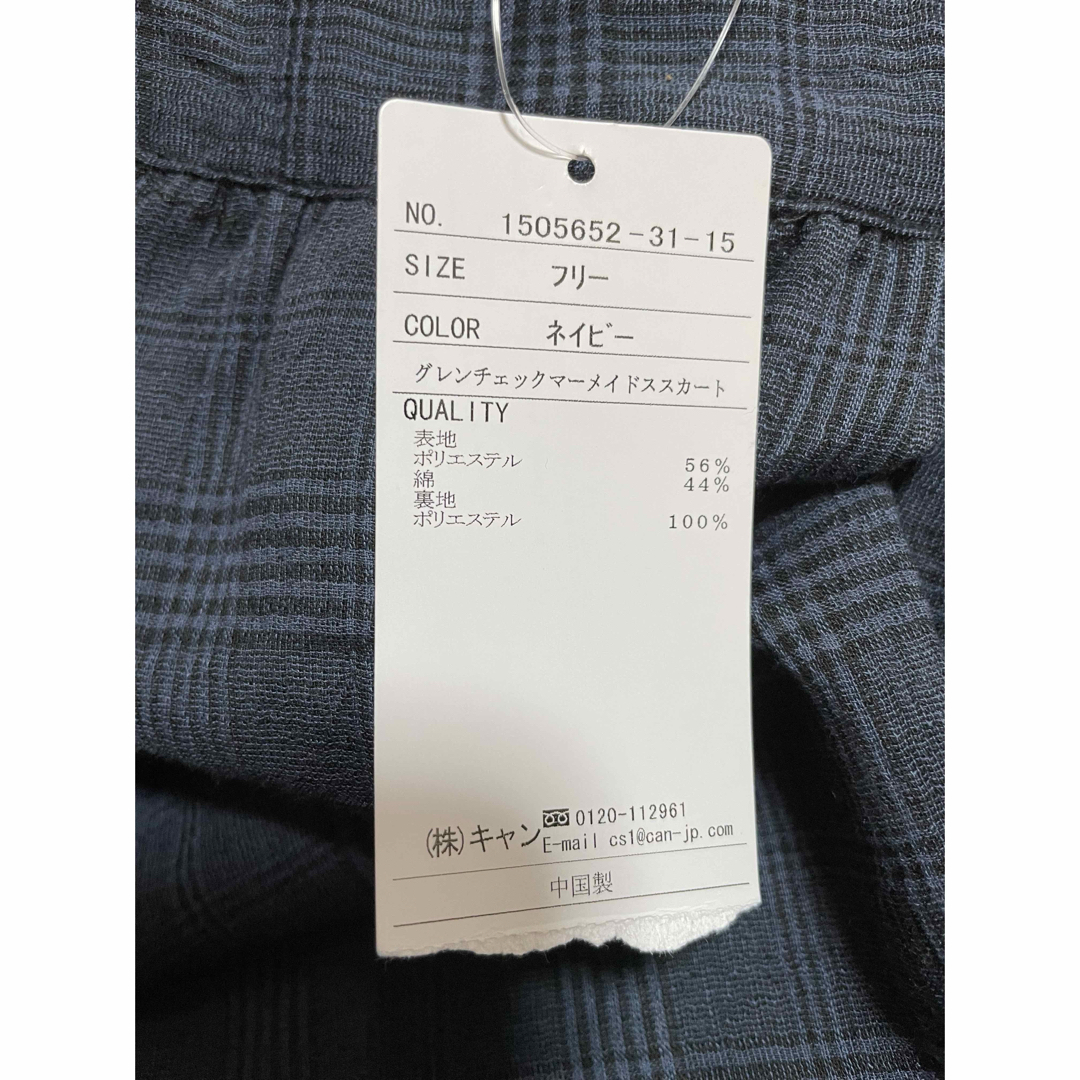 NO. 1505652-31-15
SIZE フリー
COLOR ネイビー
グレンチェックマーメイドススカート
QUALITY
表地
ポリエステル 56%
綿 44%
裏地
ポリエステル 100%
(株)キャン 0120-112961
E-mail cs1@can-jp.com
中国製